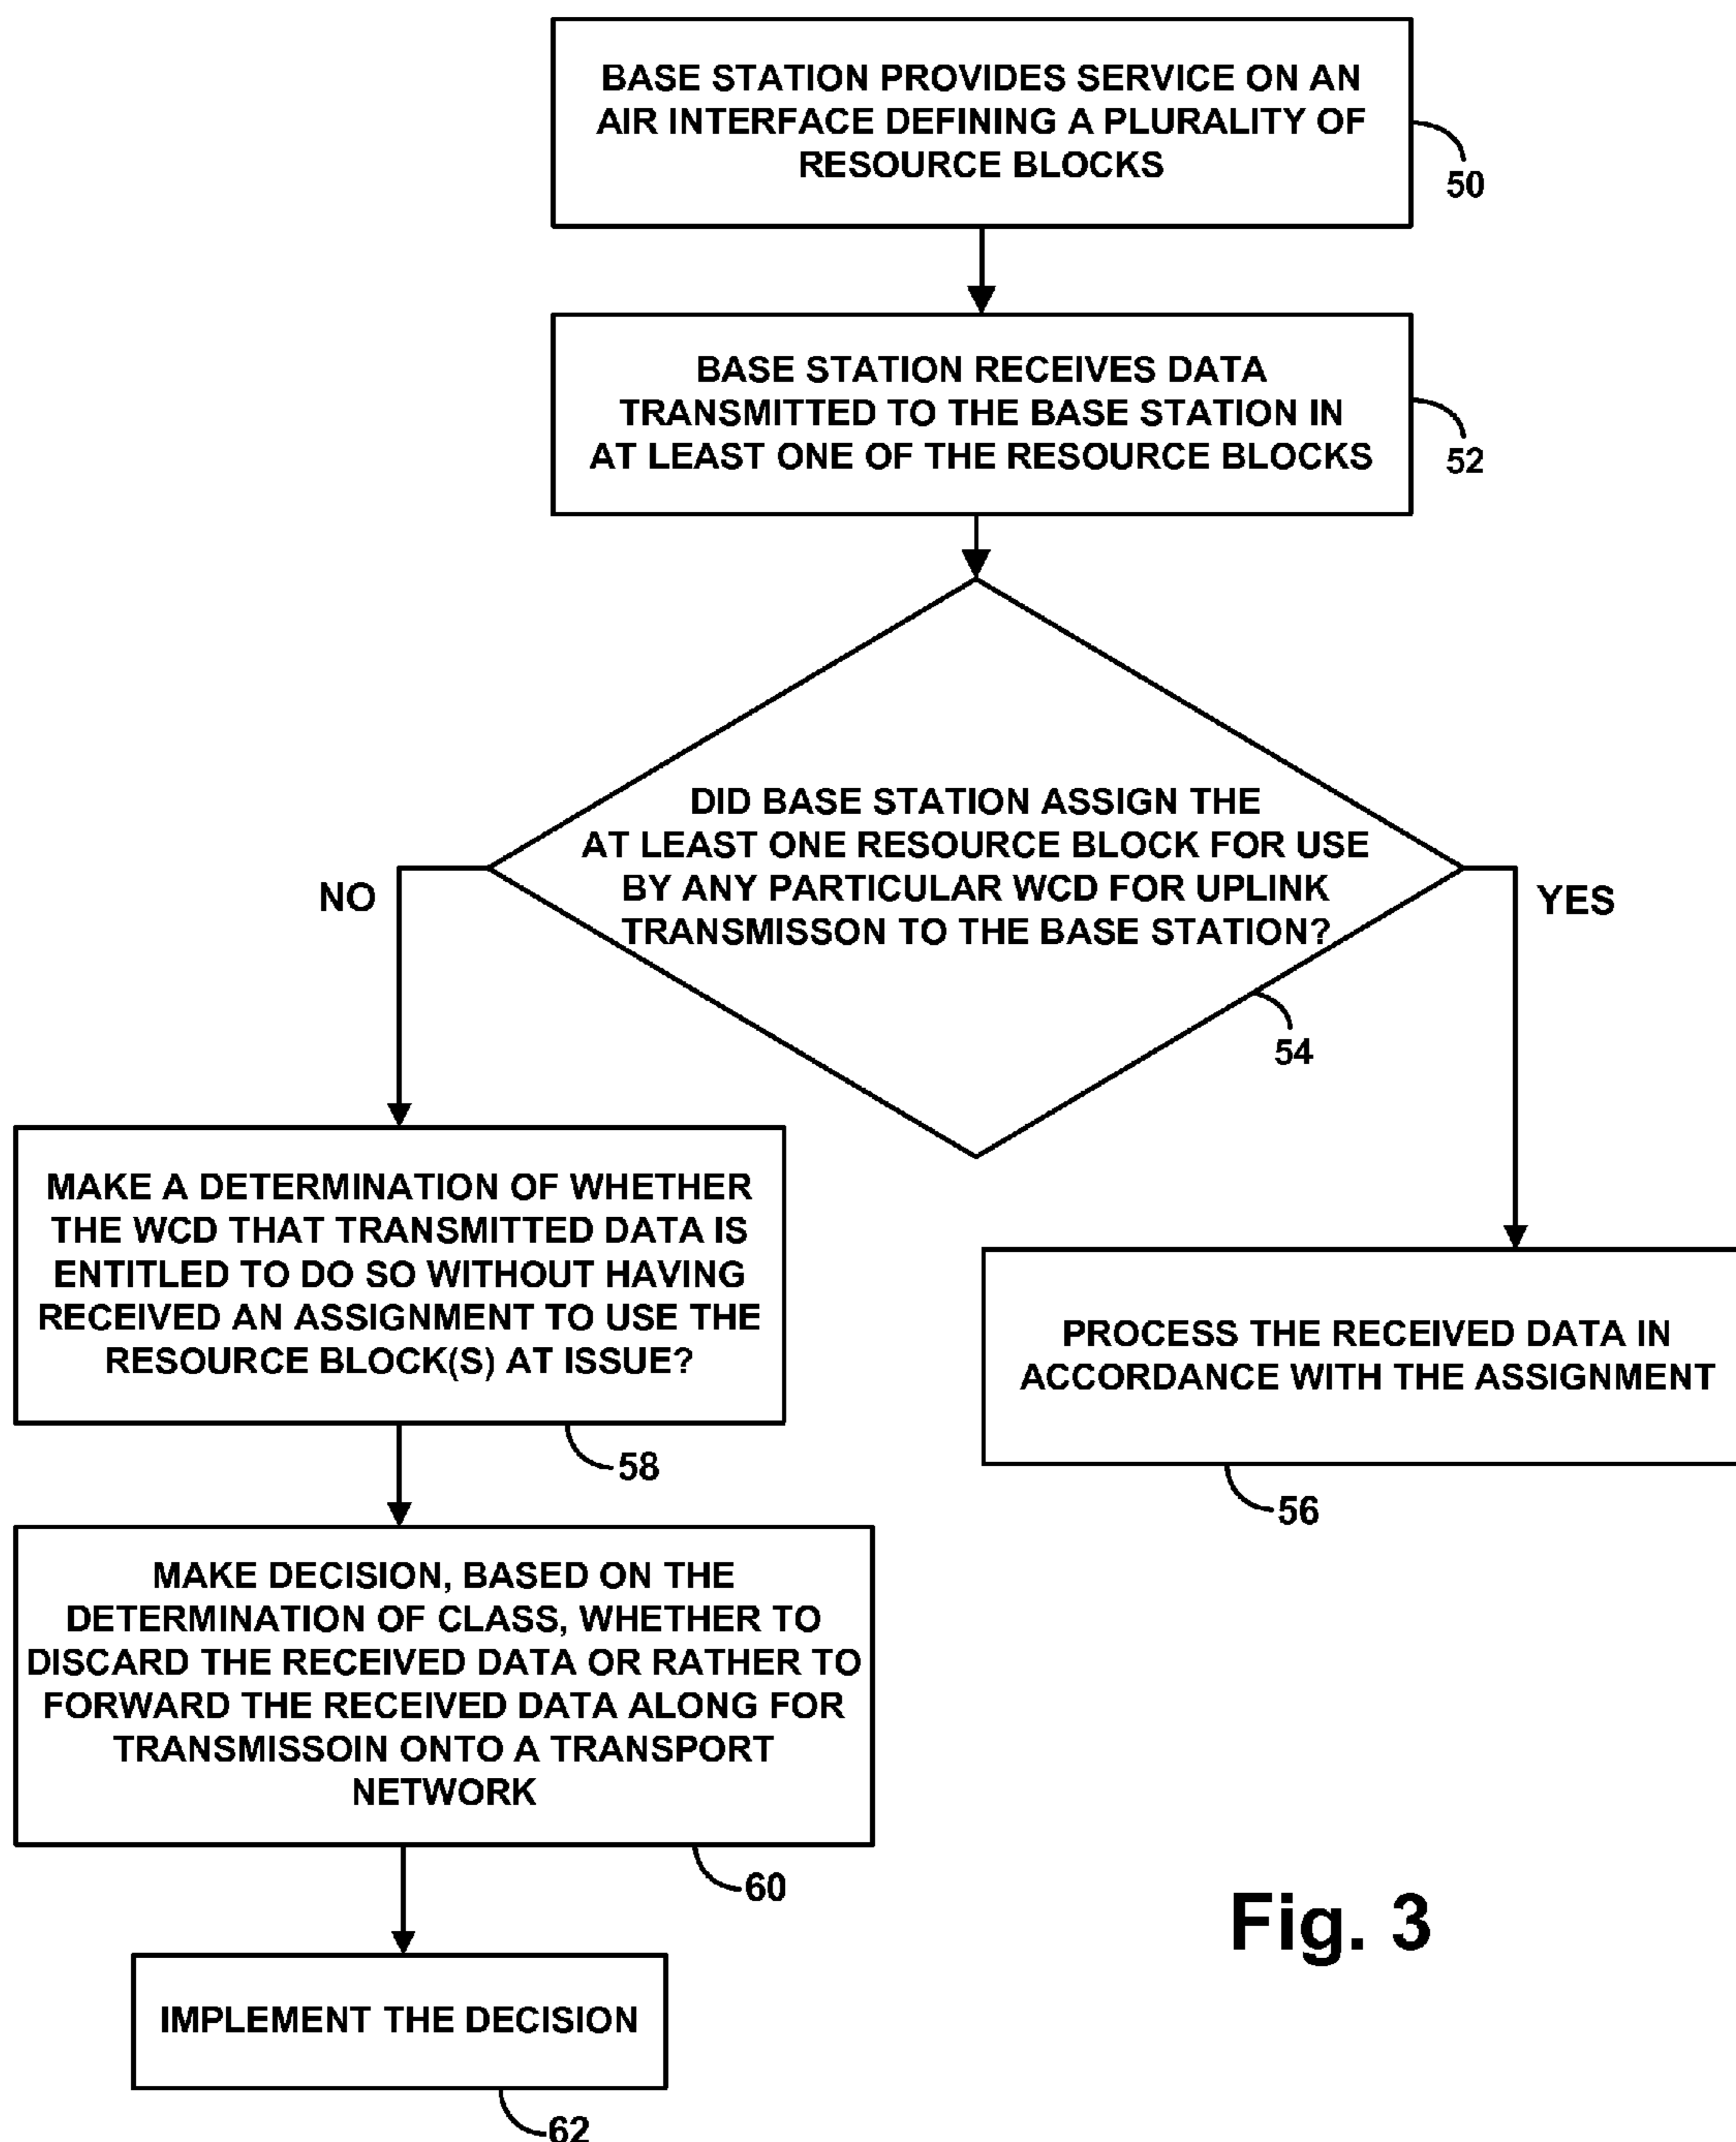 BASE STATION PROVIDES SERVICE ON AN
AIR INTERFACE DEFINING A PLURALITY OF
RESOURCE BLOCKS
50
BASE STATION RECEIVES DATA
TRANSMITTED TO THE BASE STATION IN
AT LEAST ONE OF THE RESOURCE BLOCKS
52
DID BASE STATION ASSIGN THE
AT LEAST ONE RESOURCE BLOCK FOR USE
BY ANY PARTICULAR WCD FOR UPLINK
TRANSMISSON TO THE BASE STATION?
NO
YES
54
MAKE A DETERMINATION OF WHETHER
THE WCD THAT TRANSMITTED DATA IS
ENTITLED TO DO SO WITHOUT HAVING
RECEIVED AN ASSIGNMENT TO USE THE
RESOURCE BLOCK(S) AT ISSUE?
58
PROCESS THE RECEIVED DATA IN
ACCORDANCE WITH THE ASSIGNMENT
56
MAKE DECISION, BASED ON THE
DETERMINATION OF CLASS, WHETHER TO
DISCARD THE RECEIVED DATA OR RATHER TO
FORWARD THE RECEIVED DATA ALONG FOR
TRANSMISSOIN ONTO A TRANSPORT
NETWORK
60
IMPLEMENT THE DECISION
62
Fig. 3